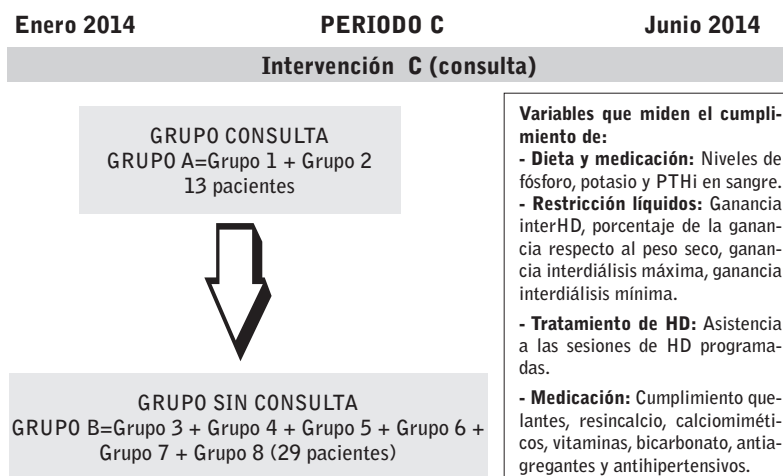 Enero 2014 PERIODO C Junio 2014
Intervención C (consulta)
GRUPO CONSULTA
GRUPO A=Grupo 1 + Grupo 2
13 pacientes
GRUPO SIN CONSULTA
GRUPO B=Grupo 3 + Grupo 4 + Grupo 5 + Grupo 6 +
Grupo 7 + Grupo 8 (29 pacientes)
Variables que miden el cumpli-
miento de:
- Dieta y medicación: Niveles de
fósforo, potasio y PTHi en sangre.
- Restricción líquidos: Ganancia
interHD, porcentaje de la ganan-
cia respecto al peso seco, ganan-
cia interdiálisis máxima, ganancia
interdiálisis mínima.
- Tratamiento de HD: Asistencia
a las sesiones de HD programa-
das.
- Medicación: Cumplimiento que-
lantes, resincalcio, calciomiméti-
cos, vitaminas, bicarbonato, antia-
gregantes y antihipertensivos.